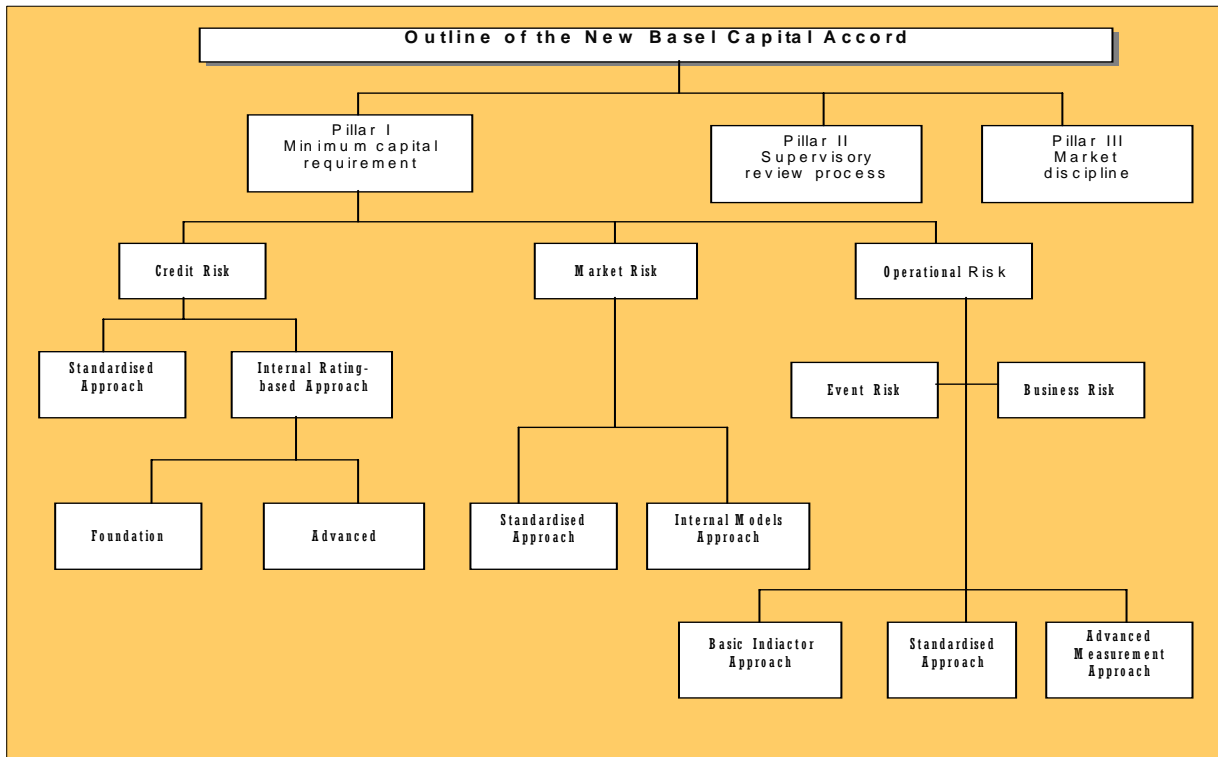 Outline of the New Basel Capital Accord
Pillar I
Minimum capital
requirement
Pillar II
Supervisory
review process
Pillar III
Market
discipline
Credit Risk
Market Risk
Operational Risk
Standardised
Approach
Internal Rating-
based Approach
Event Risk
Business Risk
Foundation
Advanced
Standardised
Approach
Internal Models
Approach
Basic Indiactor
Approach
Standardised
Approach
Advanced
Measurement
Approach